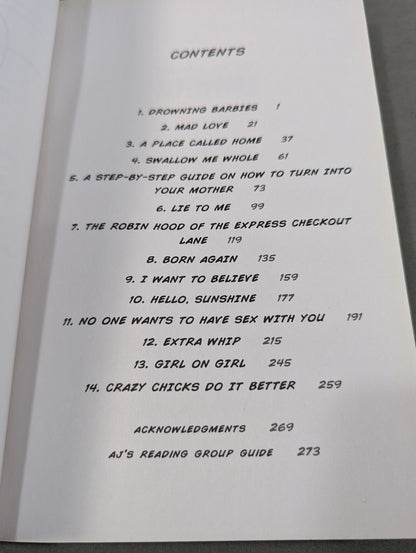 CONTENTS
1. DROWNING BARBIES 1
2. MAD LOVE 21
3. A PLACE CALLED HOME 37
4. SWALLOW ME WHOLE 61
5. A STEP-BY-STEP GUIDE ON HOW TO TURN INTO
YOUR MOTHER 73
6. LIE TO ME 99
7. THE ROBIN HOOD OF THE EXPRESS CHECKOUT
LANE 119
8. BORN AGAIN 135
9. I WANT TO BELIEVE 159
10. HELLO, SUNSHINE 177
11. NO ONE WANTS TO HAVE SEX WITH YOU 191
12. EXTRA WHIP 215
13. GIRL ON GIRL 245
14. CRAZY CHICKS DO IT BETTER 259
ACKNOWLEDGMENTS 269
AJ'S READING GROUP GUIDE 273